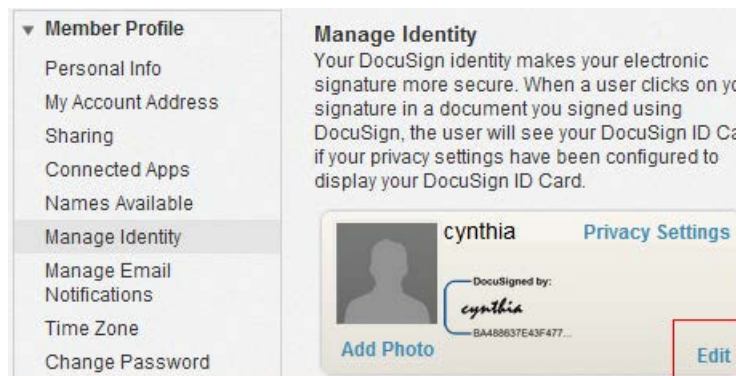 Member Profile
Personal Info
My Account Address
Sharing
Connected Apps
Names Available
Manage Identity
Manage Email
Notifications
Time Zone
Change Password
Manage Identity
Your DocuSign identity makes your electronic
signature more secure. When a user clicks on yo
signature in a document you signed using
DocuSign, the user will see your DocuSign ID Ca
if your privacy settings have been configured to
display your DocuSign ID Card.
cynthia
Privacy Settings
DocuSigned by:
cynthia
BA488637E43F477...
Add Photo
Edit